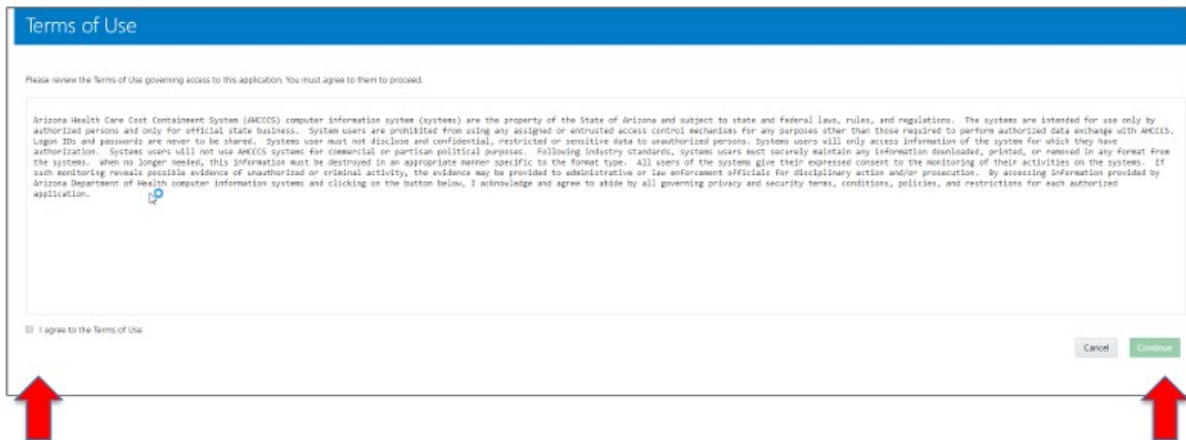 Terms of Use
Please review the Terms of Use governing access to this application. You must agree to them to proceed.
Arizona Health Care Cost Containment System (AHCCCS) computer information system (systems) are the property of the State of Arizona and subject to state and federal laws, rules, and regulations. The systems are intended for use only by
authorized persons and only for official state business. System users are prohibited from using any assigned or entrusted access control mechanisms for any purposes other than those required to perform authorized data exchange with AHCCCS.
Logon IDs and passwords are never to be shared. Systems user must not disclose and confidential, restricted or sensitive data to unauthorized persons. Systems users will only access information of the system for which they have
authorization. Systems users will not use AHCCCS systems for commercial or partisan political purposes. Following industry standards, systems users must securely maintain any information downloaded, printed, or removed in any format from
the systems. When no longer needed, this information must be destroyed in an appropriate manner specific to the format type. All users of the systems give their expressed consent to the monitoring of their activities on the systems. If
such monitoring reveals possible evidence of unauthorized or criminal activity, the evidence may be provided to administrative or law enforcement officials for disciplinary action and/or prosecution. By accessing information provided by
Arizona Department of Health computer information systems and clicking on the button below, I acknowledge and agree to abide by all governing privacy and security terms, conditions, policies, and restrictions for each authorized
application.
I agree to the Terms of Use
Cancel Continue